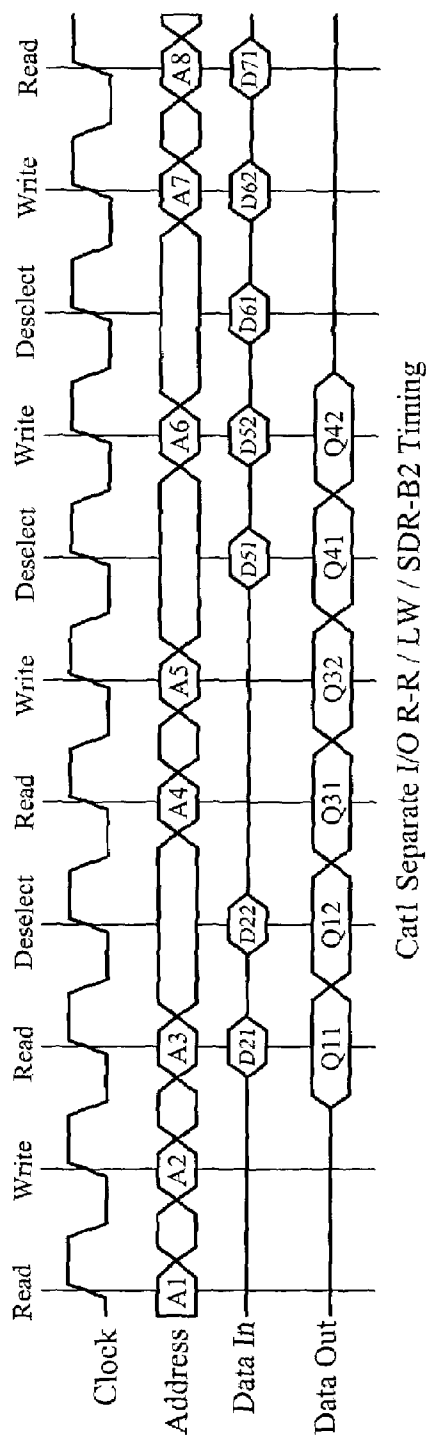 Read Write Read Deselect Read Write Deselect Write Desclect Write Read
Clock
Address A1 A2 A3 A4 A5 A6 A7 A8
Data In D21 D22 D51 D52 D61 D62 D71
Data Out Q11 Q12 Q31 Q32 Q41 Q42
Cat1 Separate I/O R-R / LW / SDR-B2 Timing